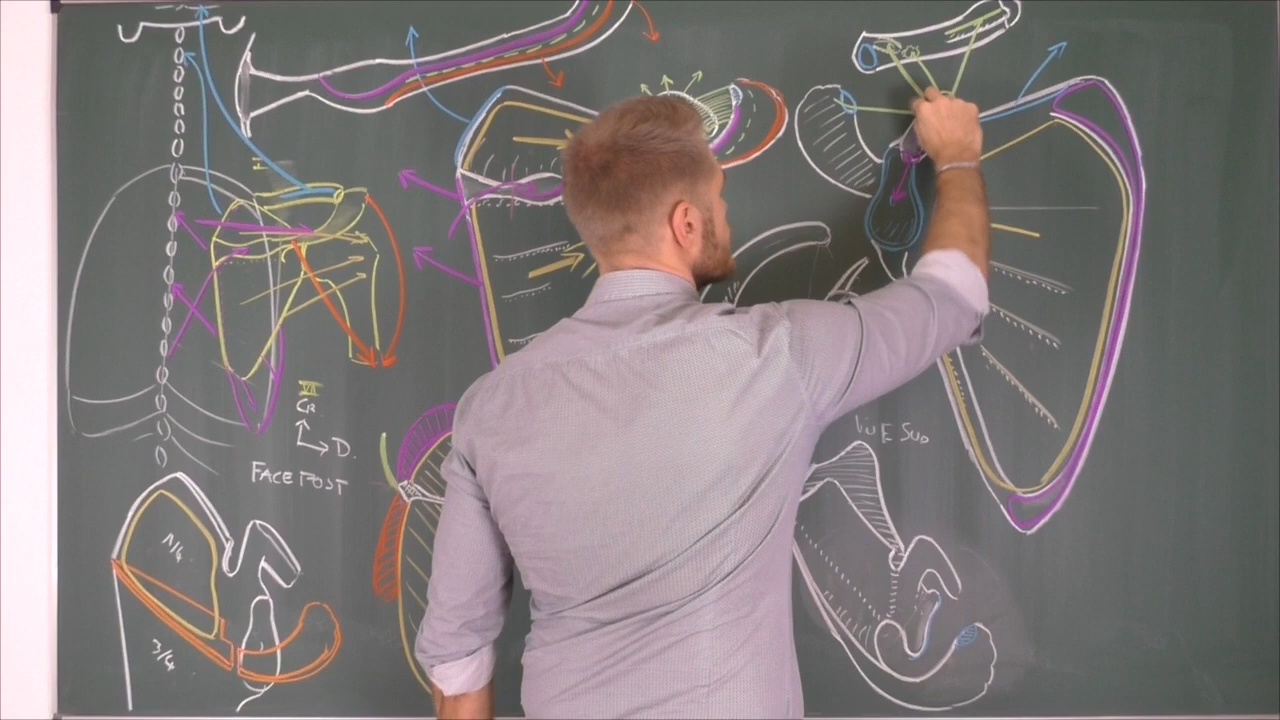 I
VII
CR
D.
FACE POST
VUE SUP
1/4
3/4